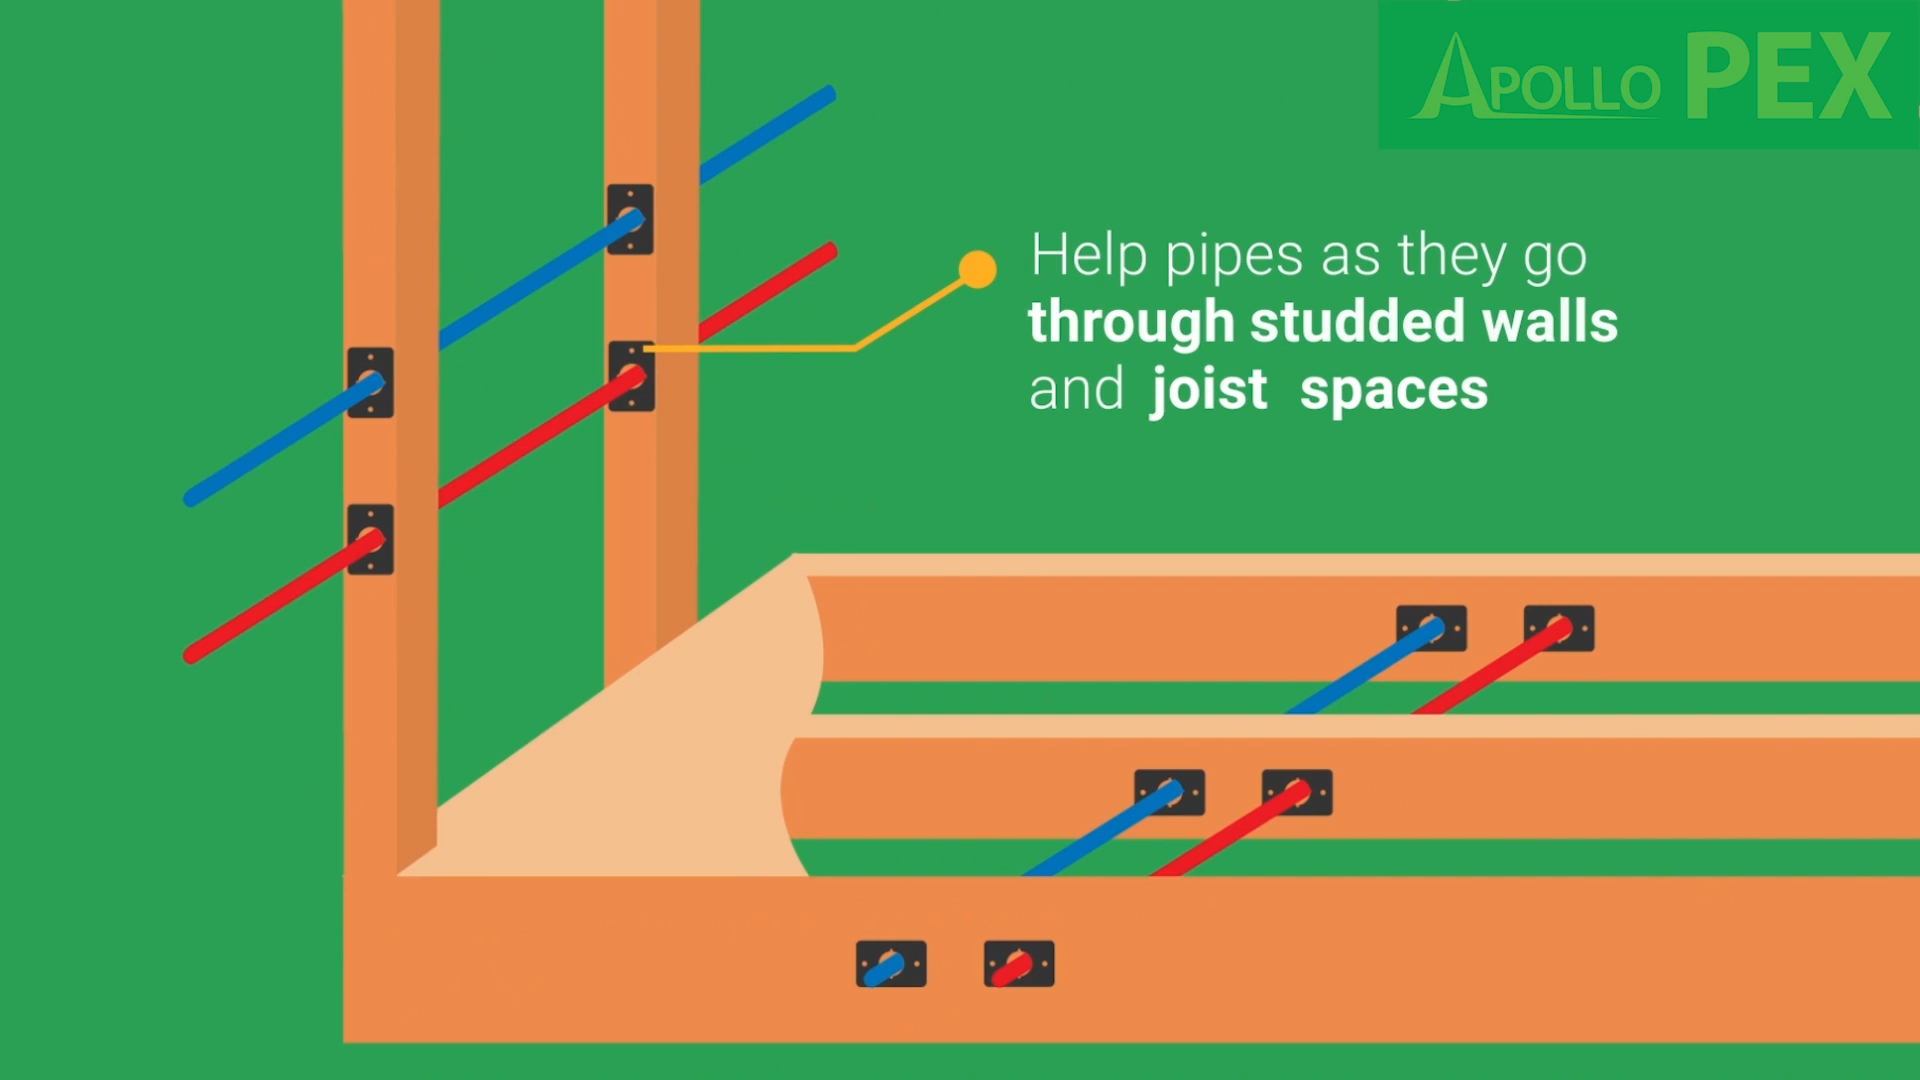 APOLLO PEX
Help pipes as they go
through studded walls
and joist spaces